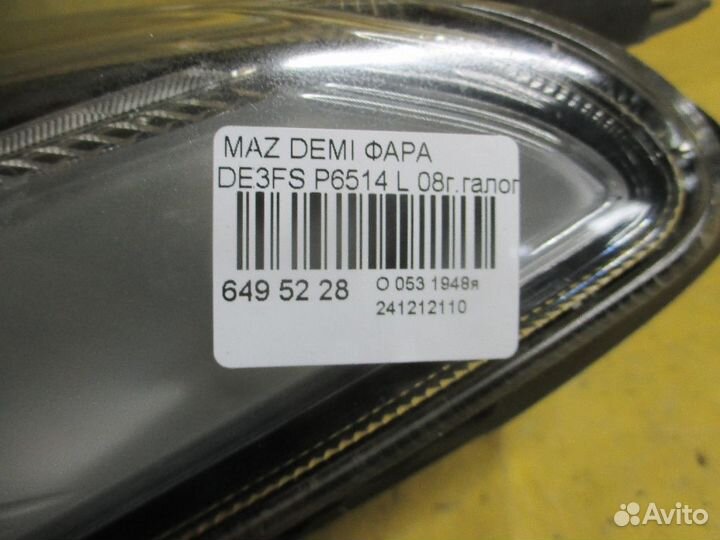 MAZ DEMI ФАРА
DE3FS P6514 L 08г.галог
649 52 28
O 053 1948я
241212110
Avito